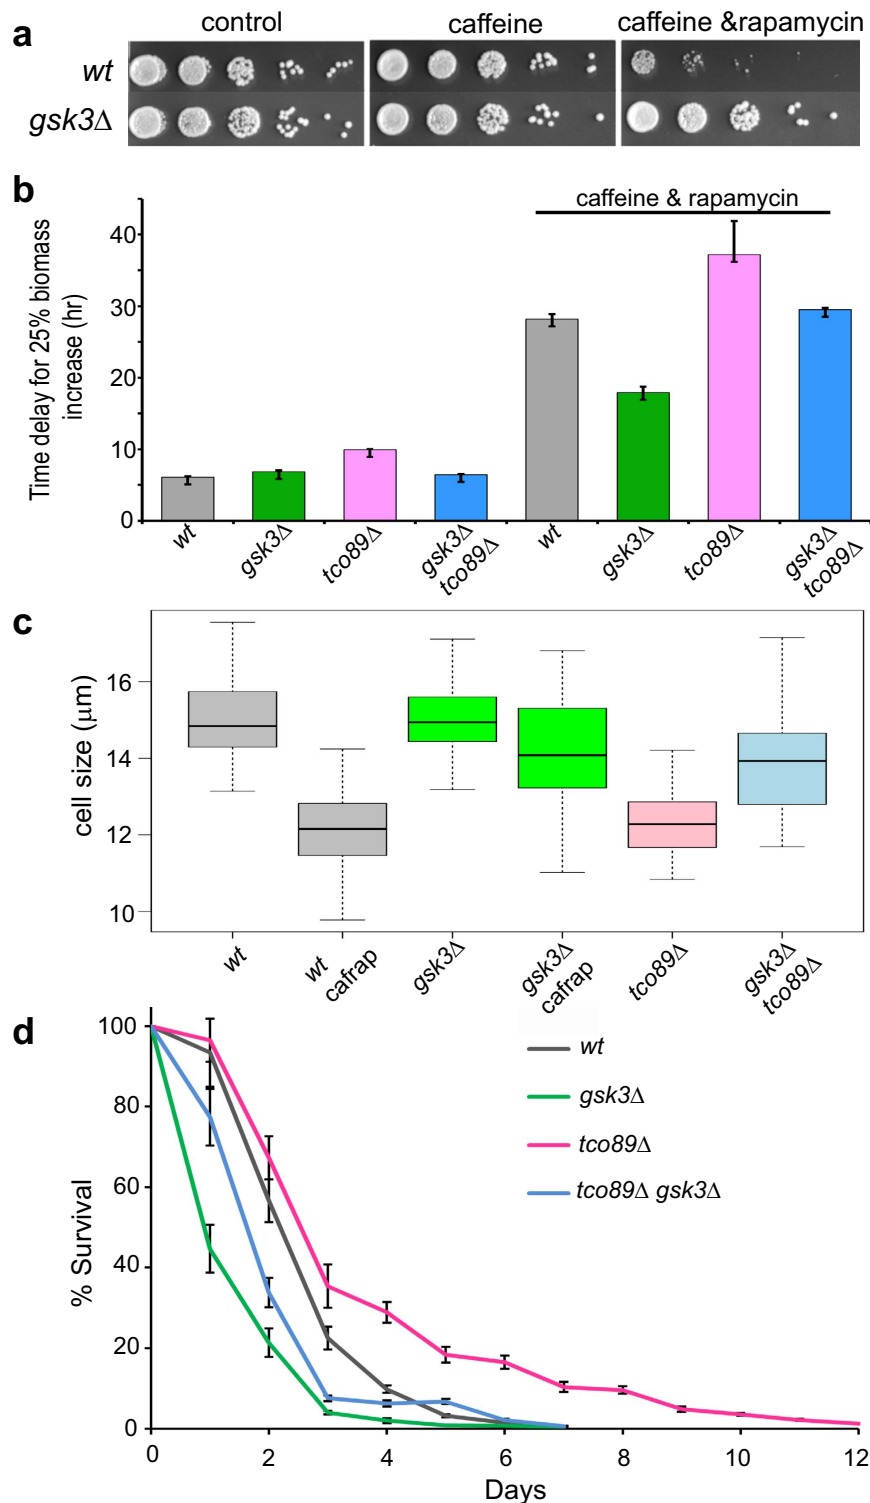 a
control
caffeine
caffeine &rapamycin
wt
gsk3Δ
b
caffeine & rapamycin
Time delay for 25% biomass
increase (hr)
40
30
20
10
0
wt
gsk3Δ
tco89Δ
gsk3Δ
tco89Δ
wt
gsk3Δ
tco89Δ
gsk3Δ
tco89Δ
c
cell size (μm)
16
14
12
10
wt
wt
cafrap
gsk3Δ
gsk3Δ
cafrap
tco89Δ
gsk3Δ
tco89Δ
d
% Survival
100
80
60
40
20
0
wt
gsk3Δ
tco89Δ
tco89Δ gsk3Δ
0 2 4 6 8 10 12
Days